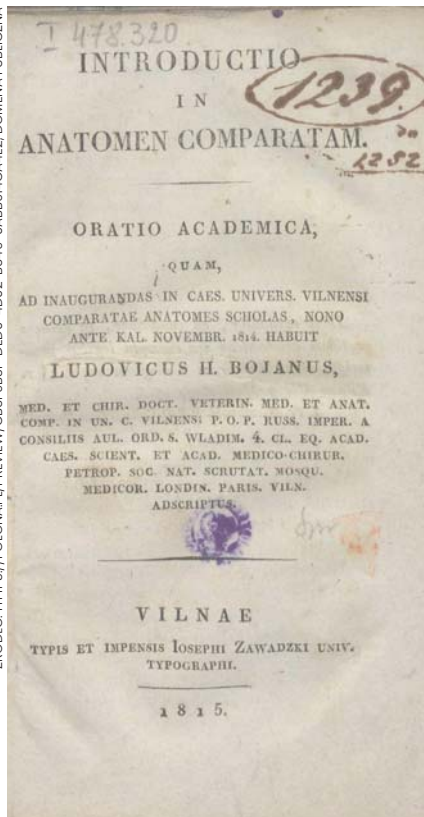 I 478.320
INTRODUCTIO
IN
1239.
ANATOMEN COMPARATAM.
1252
ORATIO ACADEMICA,
QUAM,
AD INAUGURANDAS IN CAES. UNIVERS. VILNENSI
COMPARATAE ANATOMES SCHOLAS, NONO
ANTE KAL. NOVEMBR. 1814. HABUIT
LUDOVICUS H. BOJANUS,
MED. ET CHIR. DOCT. VETERIN. MED. ET ANAT.
COMP. IN UN. C. VILNENSI P. O. P. RUSS. IMPER. A
CONSILIIS AUL. ORD. S. WLADIM. 4. CL. EQ. ACAD.
CAES. SCIENT. ET ACAD. MEDICO-CHIRUR.
PETROP. SOC. NAT. SCRUTAT. MOSQU.
MEDICOR. LONDIN. PARIS. VILN.
ADSCRIPTUS.
VILNAE
TYPIS ET IMPENSIS IOSEPHI ZAWADZKI UNIV.
TYPOGRAPHI.
1815.